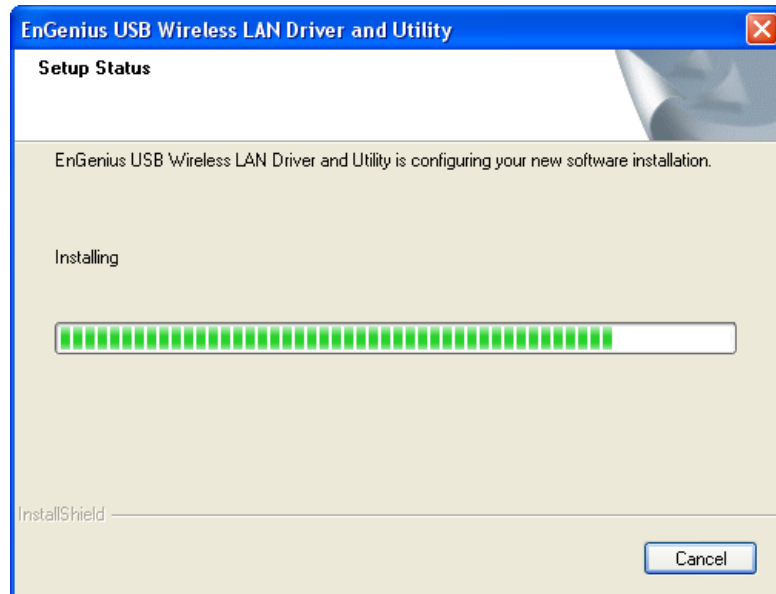 EnGenius USB Wireless LAN Driver and Utility
Setup Status
EnGenius USB Wireless LAN Driver and Utility is configuring your new software installation.
Installing
InstallShield
Cancel